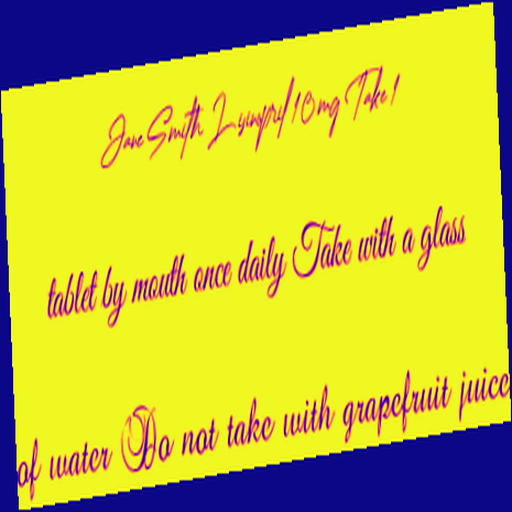 Jane Smith Lisinopril 10mg Take 1
tablet by mouth once daily Take with a glass
of water Do not take with grapefruit juice